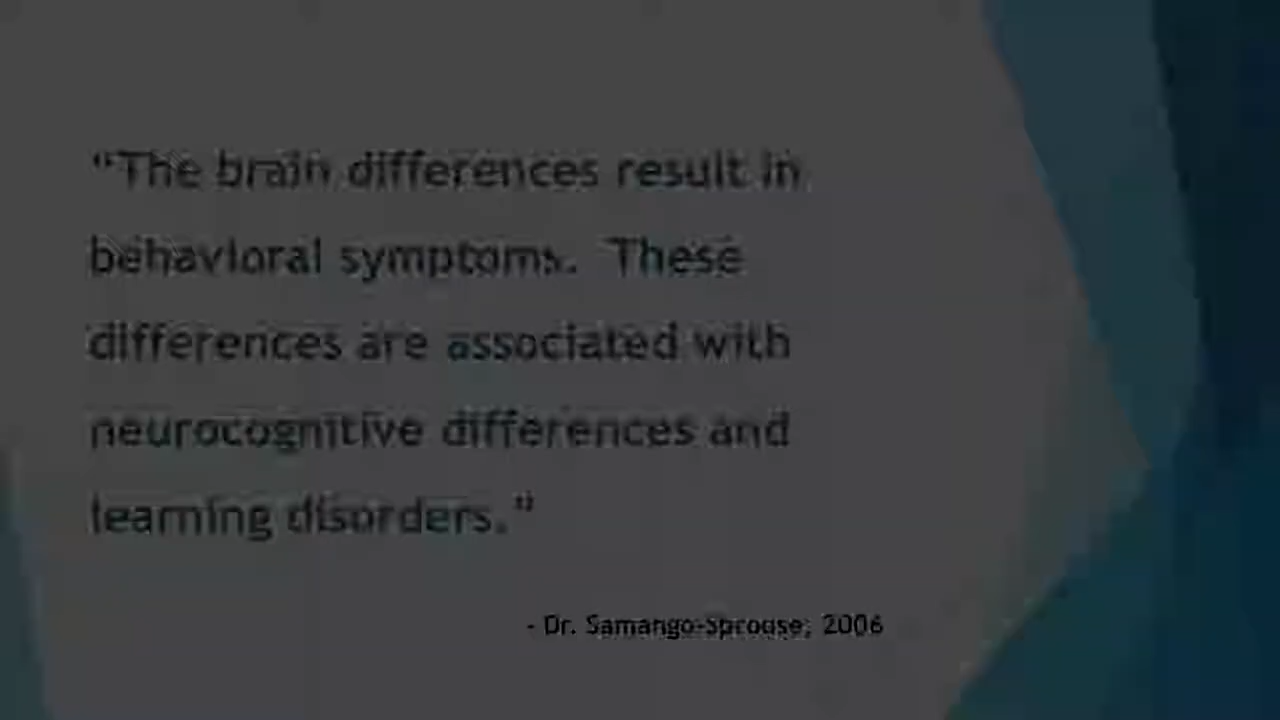 “The brain differences result in
behavioral symptoms. These
differences are associated with
neurocognitive differences and
learning disorders.”
- Dr. Samango-Sprouse, 2006